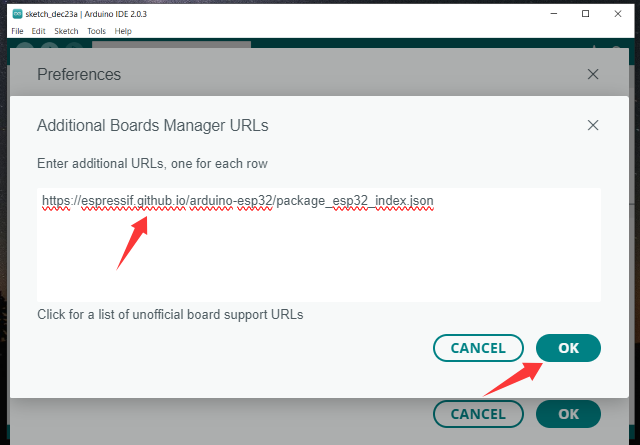 sketch_dec23a | Arduino IDE 2.0.3
File Edit Sketch Tools Help
Preferences
Additional Boards Manager URLs
Enter additional URLs, one for each row
https://espressif.github.io/arduino-esp32/package_esp32_index.json
Click for a list of unofficial board support URLs
CANCEL OK
CANCEL OK